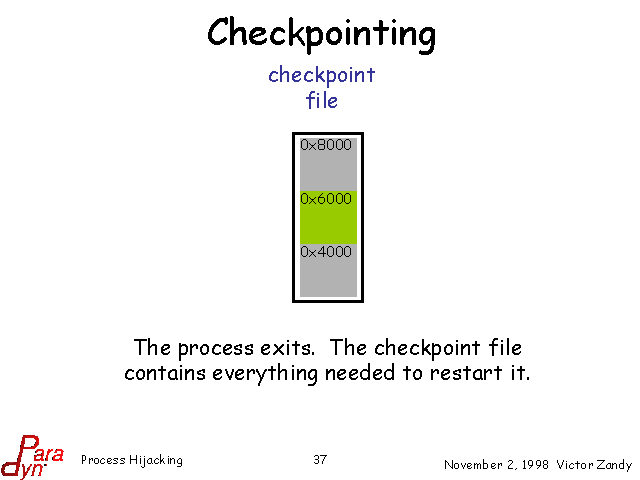 Checkpointing
checkpoint
file
0x8000
0x6000
0x4000
The process exits. The checkpoint file
contains everything needed to restart it.
Para
dyn
Process Hijacking
37
November 2, 1998 Victor Zandy